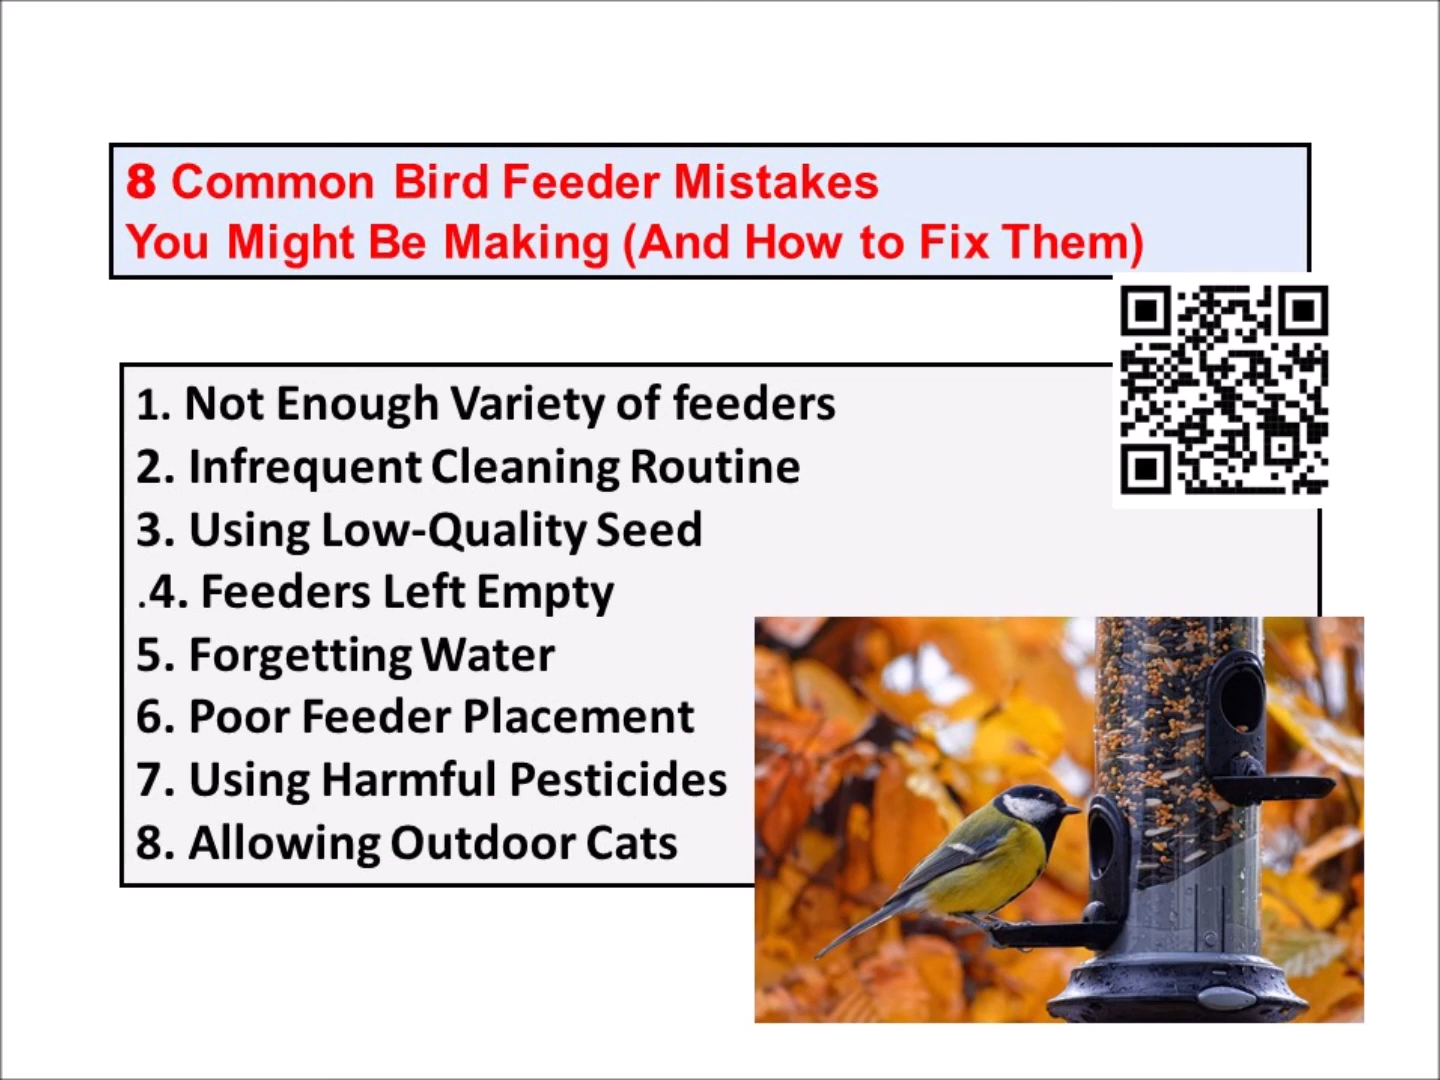 8 Common Bird Feeder Mistakes
You Might Be Making (And How to Fix Them)
1. Not Enough Variety of feeders
2. Infrequent Cleaning Routine
3. Using Low-Quality Seed
.4. Feeders Left Empty
5. Forgetting Water
6. Poor Feeder Placement
7. Using Harmful Pesticides
8. Allowing Outdoor Cats